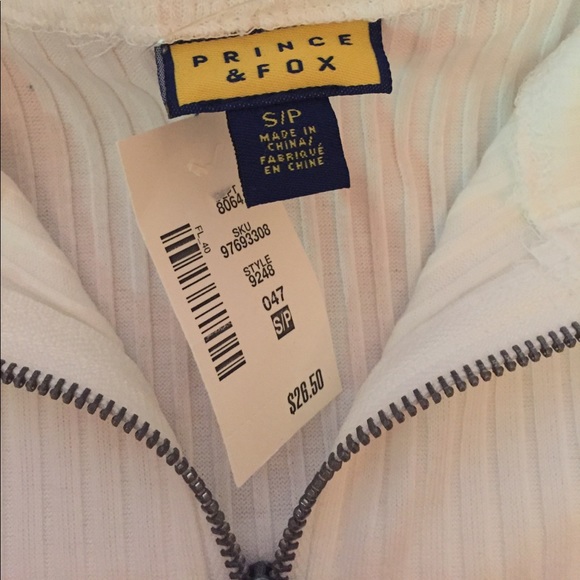 PRINCE
& FOX
S/P
MADE IN
CHINA/
FABRIQUÉ
EN CHINE
8064
FL 40
SKU
97693308
STYLE
9248
047
S/P
$26.50